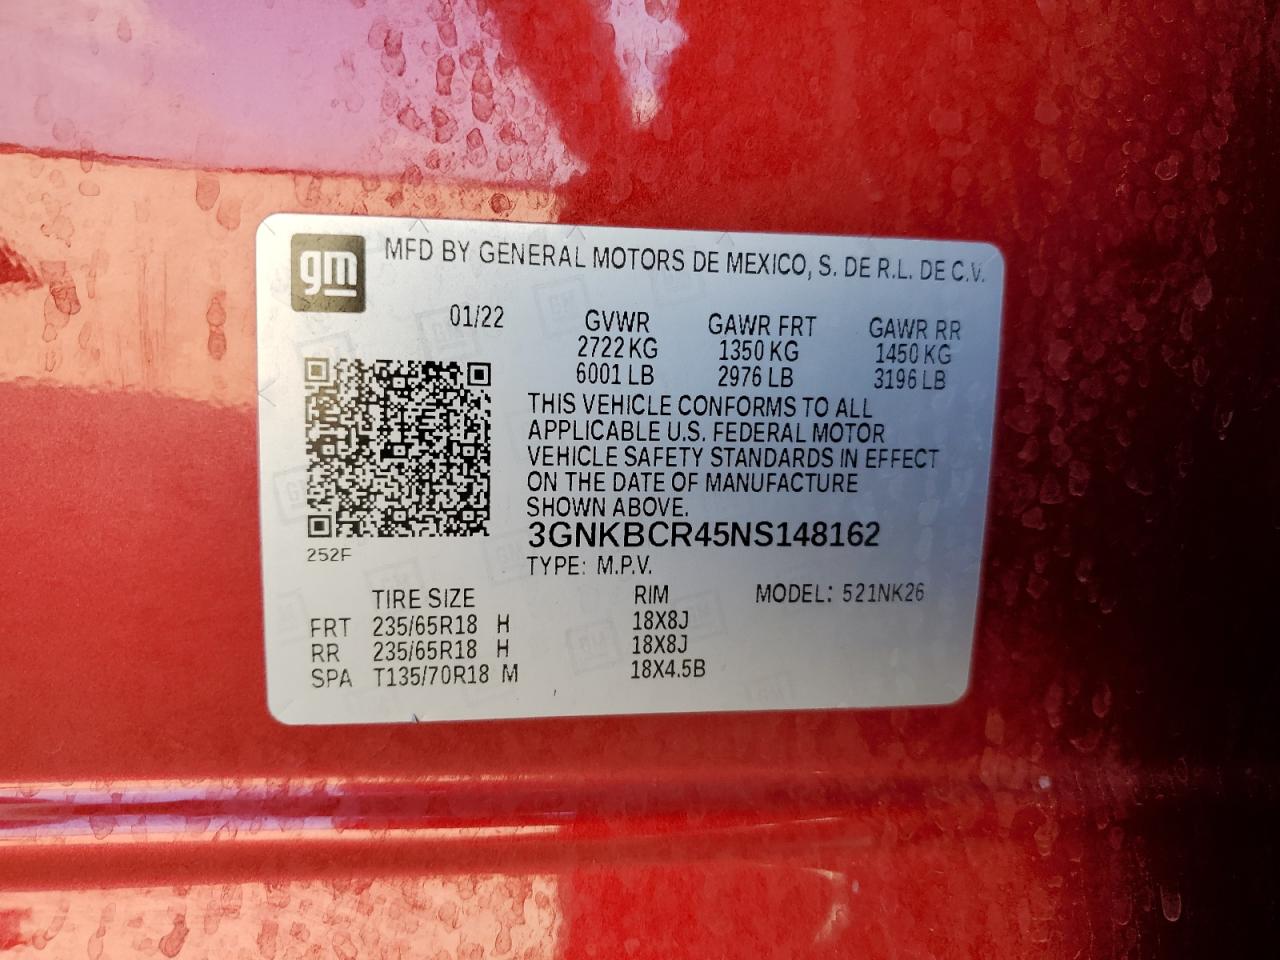 gm
MFD BY GENERAL MOTORS DE MEXICO, S. DE R.L. DE C.V.
01/22 GVWR GAWR FRT GAWR RR
2722 KG 1350 KG 1450 KG
6001 LB 2976 LB 3196 LB
THIS VEHICLE CONFORMS TO ALL
APPLICABLE U.S. FEDERAL MOTOR
VEHICLE SAFETY STANDARDS IN EFFECT
ON THE DATE OF MANUFACTURE
SHOWN ABOVE.
3GNKBCR45NS148162
252F
TYPE: M.P.V.
TIRE SIZE RIM MODEL: 521NK26
FRT 235/65R18 H 18X8J
RR 235/65R18 H 18X8J
SPA T135/70R18 M 18X4.5B